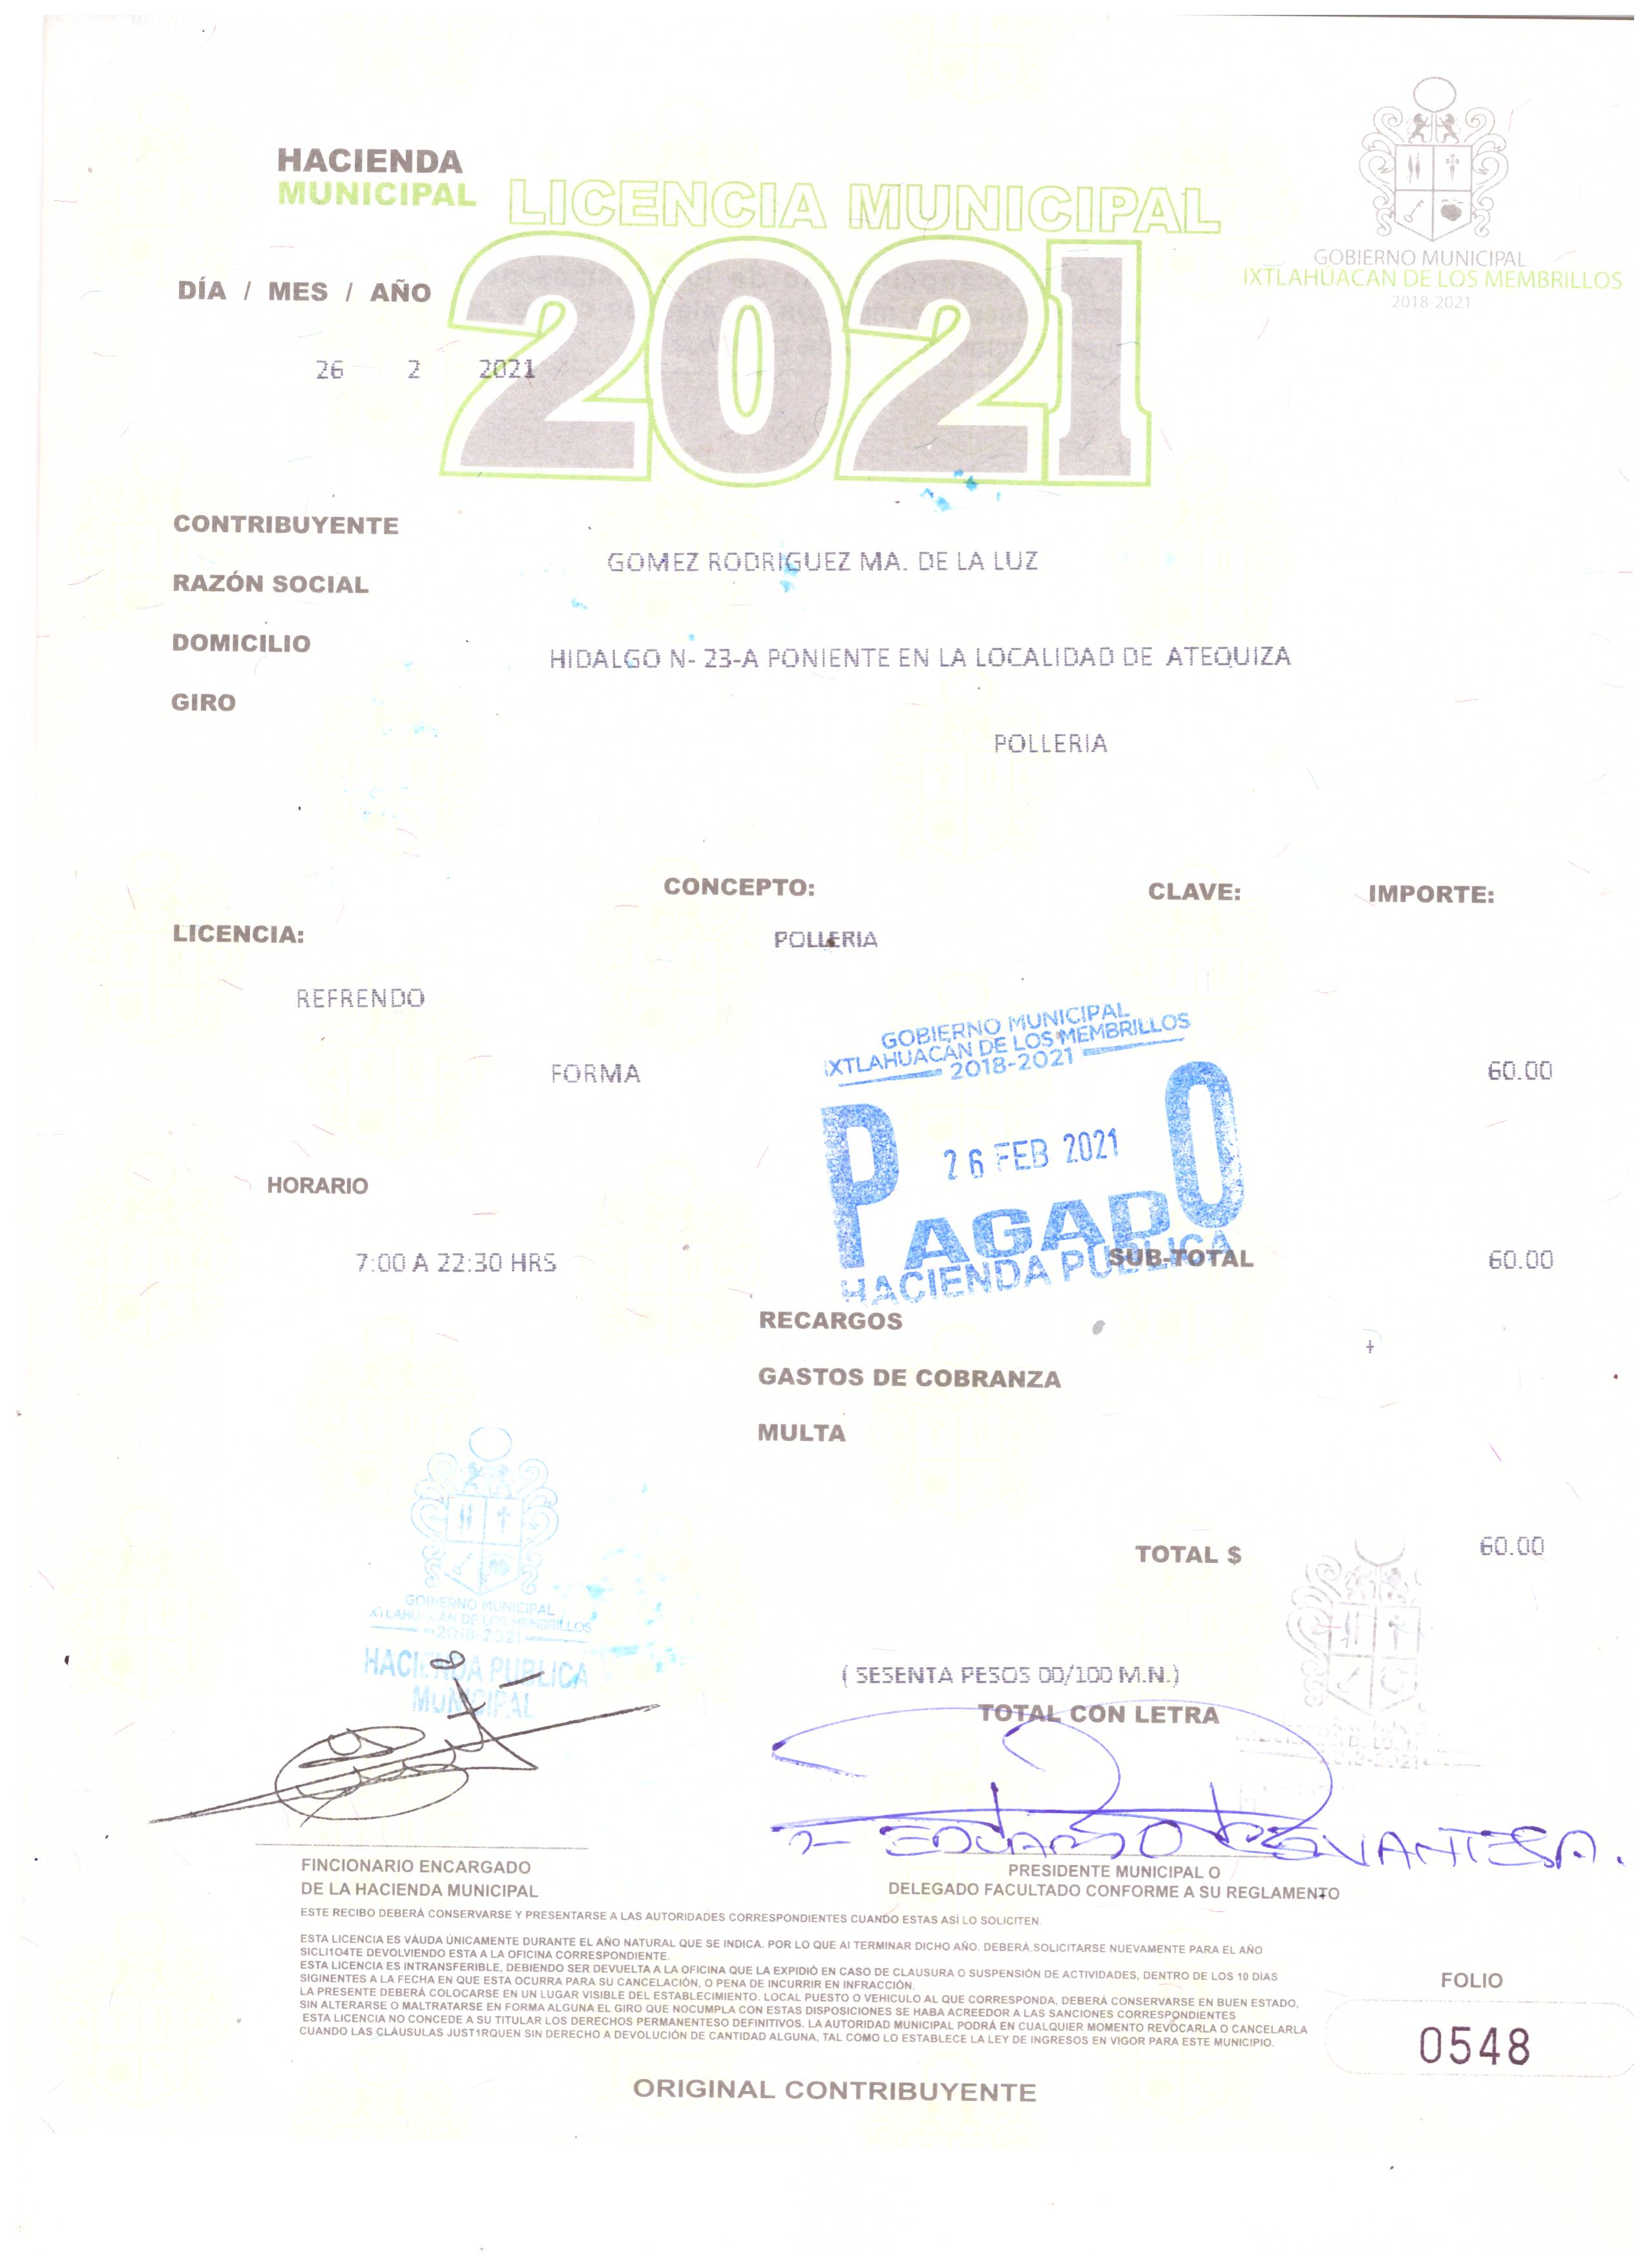 HACIENDA
MUNICIPAL
LICENCIA MUNICIPAL
2021
GOBIERNO MUNICIPAL
IXTLAHUACAN DE LOS MEMBRILLOS
2018-2021
DÍA / MES / AÑO
26 2 2021
CONTRIBUYENTE
GOMEZ RODRIGUEZ MA. DE LA LUZ
RAZÓN SOCIAL
DOMICILIO
HIDALGO N- 23-A PONIENTE EN LA LOCALIDAD DE ATEQUIZA
GIRO
POLLERIA
CONCEPTO: CLAVE: IMPORTE:
LICENCIA:
POLLERIA
REFRENDO
GOBIERNO MUNICIPAL
IXTLAHUACÁN DE LOS MEMBRILLOS
2018-2021
FORMA 60.00
26 FEB 2021
PAGADO
HACIENDA PUBLICA
HORARIO
7:00 A 22:30 HRS
SUB-TOTAL 60.00
RECARGOS
GASTOS DE COBRANZA
MULTA
TOTAL $ 60.00
GOBIERNO MUNICIPAL
IXTLAHUACAN DE LOS MEMBRILLOS
2018-2021
HACIENDA PUBLICA
MUNICIPAL
( SESENTA PESOS 00/100 M.N.)
TOTAL CON LETRA
2018-2021
EDUARDO CERVANTES A.
FINCIONARIO ENCARGADO
DE LA HACIENDA MUNICIPAL
PRESIDENTE MUNICIPAL O
DELEGADO FACULTADO CONFORME A SU REGLAMENTO
ESTE RECIBO DEBERÁ CONSERVARSE Y PRESENTARSE A LAS AUTORIDADES CORRESPONDIENTES CUANDO ESTAS ASÍ LO SOLICITEN.
ESTA LICENCIA ES VÁUDA ÚNICAMENTE DURANTE EL AÑO NATURAL QUE SE INDICA. POR LO QUE AI TERMINAR DICHO AÑO. DEBERÁ SOLICITARSE NUEVAMENTE PARA EL AÑO
SICLI1O4TE DEVOLVIENDO ESTA A LA OFICINA CORRESPONDIENTE.
ESTA LICENCIA ES INTRANSFERIBLE, DEBIENDO SER DEVUELTA A LA OFICINA QUE LA EXPIDIÓ EN CASO DE CLAUSURA O SUSPENSIÓN DE ACTIVIDADES, DENTRO DE LOS 10 DÍAS
SIGINENTES A LA FECHA EN QUE ESTA OCURRA PARA SU CANCELACIÓN, O PENA DE INCURRIR EN INFRACCIÓN.
LA PRESENTE DEBERÁ COLOCARSE EN UN LUGAR VISIBLE DEL ESTABLECIMIENTO. LOCAL PUESTO O VEHICULO AL QUE CORRESPONDA, DEBERÁ CONSERVARSE EN BUEN ESTADO,
SIN ALTERARSE O MALTRATARSE EN FORMA ALGUNA EL GIRO QUE NOCUMPLA CON ESTAS DISPOSICIONES SE HABA ACREEDOR A LAS SANCIONES CORRESPONDIENTES
ESTA LICENCIA NO CONCEDE A SU TITULAR LOS DERECHOS PERMANENTESO DEFINITIVOS. LA AUTORIDAD MUNICIPAL PODRÁ EN CUALQUIER MOMENTO REVOCARLA O CANCELARLA
CUANDO LAS CLÁUSULAS JUST1RQUEN SIN DERECHO A DEVOLUCIÓN DE CANTIDAD ALGUNA, TAL COMO LO ESTABLECE LA LEY DE INGRESOS EN VIGOR PARA ESTE MUNICIPIO.
FOLIO
0548
ORIGINAL CONTRIBUYENTE